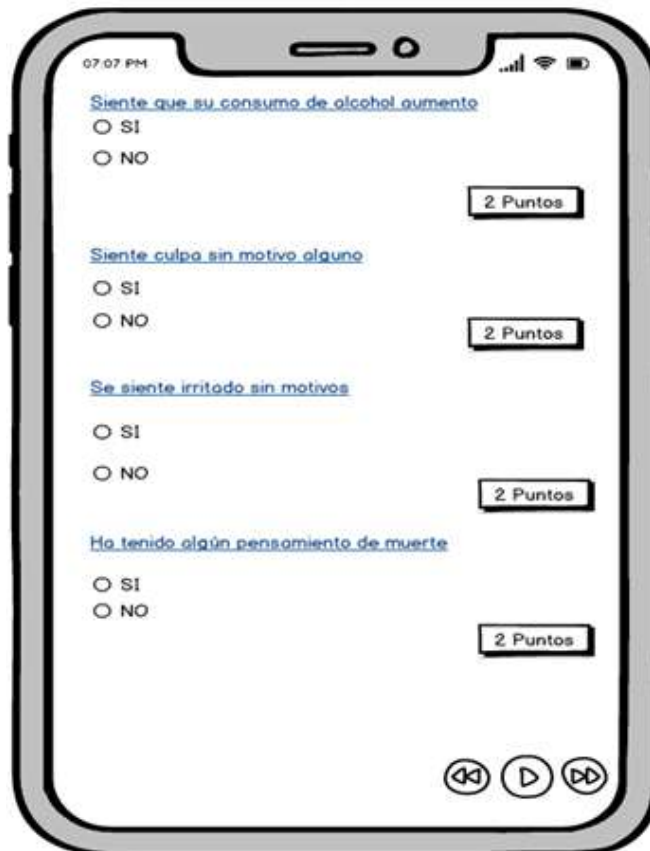 07:07 PM
Siente que su consumo de alcohol aumento
SI
NO
2 Puntos
Siente culpa sin motivo alguno
SI
NO
2 Puntos
Se siente irritado sin motivos
SI
NO
2 Puntos
Ha tenido algún pensamiento de muerte
SI
NO
2 Puntos